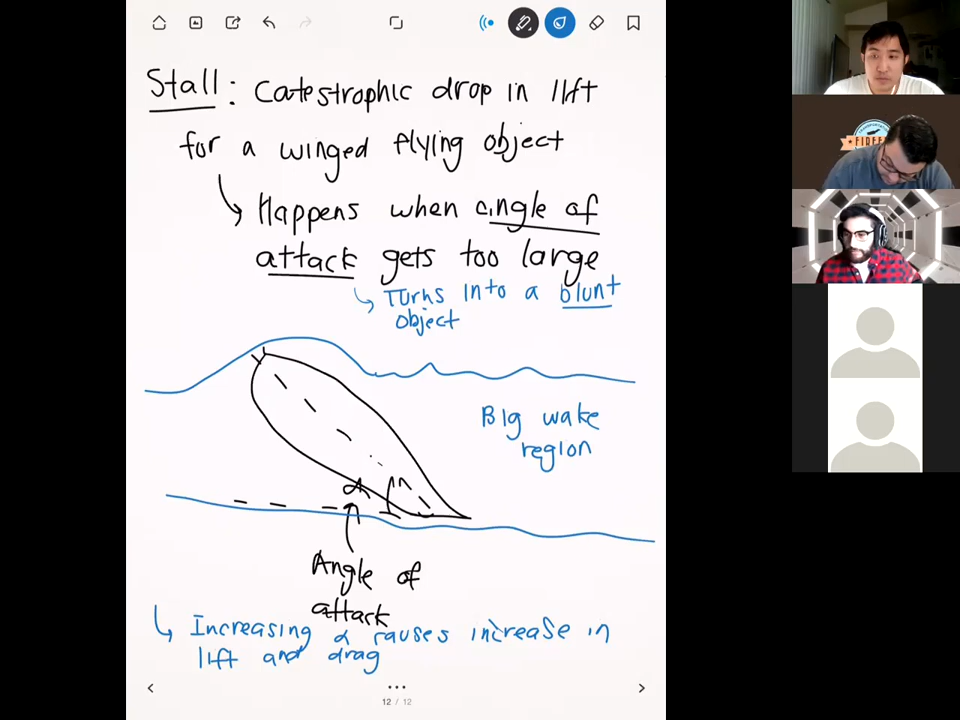 Stall: Catestrophic drop in lift
for a winged flying object
Happens when angle of
attack gets too large
Turns into a blunt
object
Big wake
region
α
Angle of
attack
Increasing α causes increase in
lift and drag
12 / 12